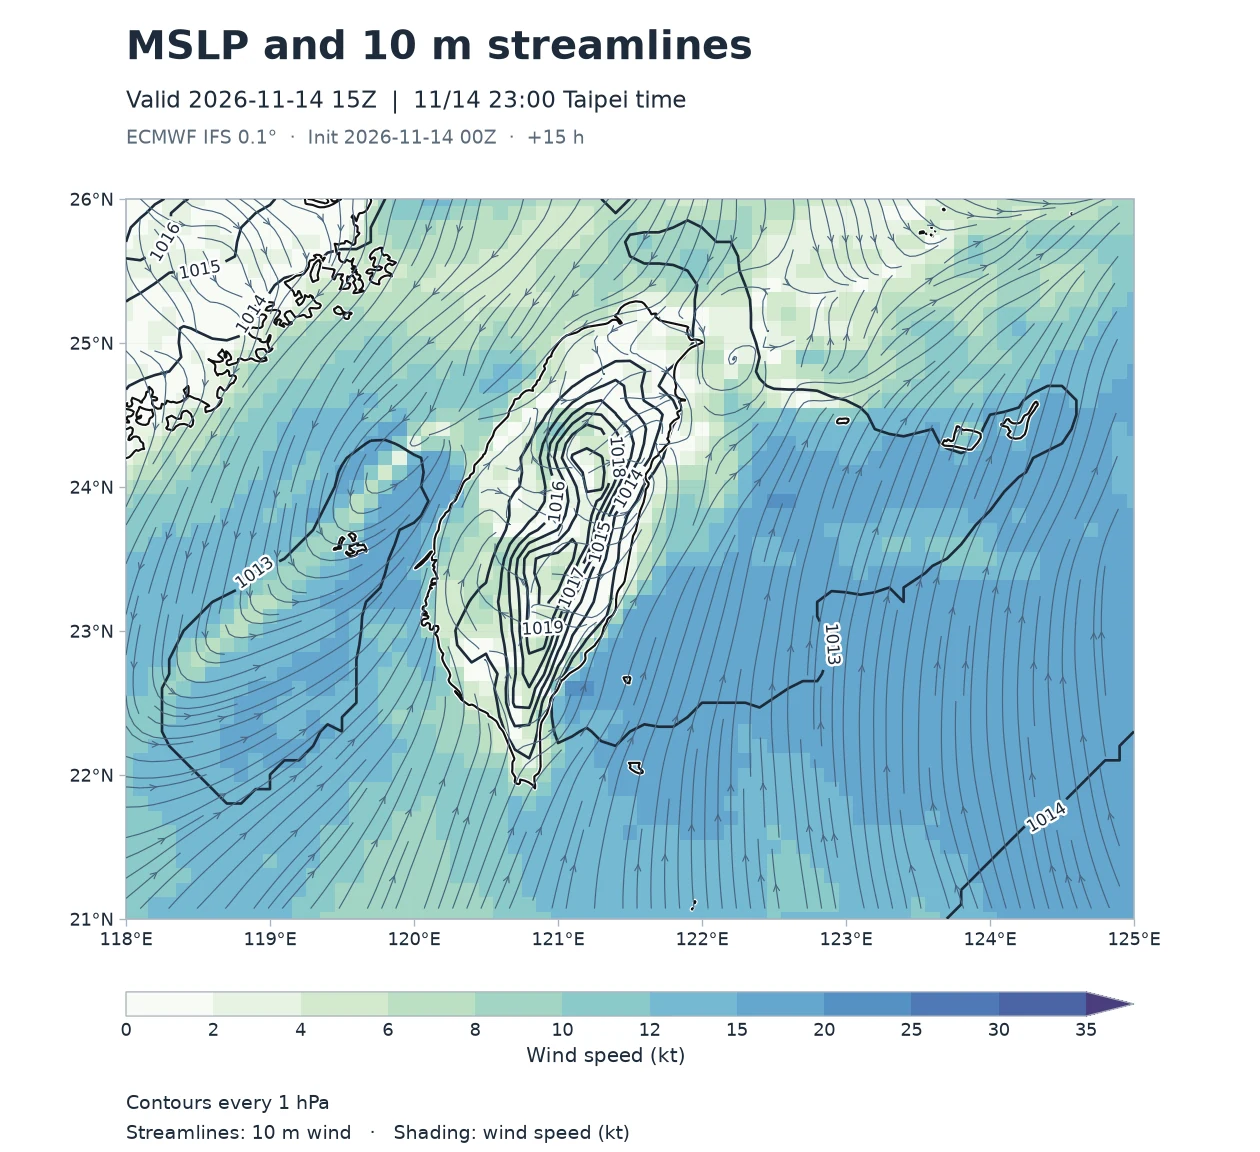 MSLP and 10 m streamlines
Valid 2026-11-14 15Z | 11/14 23:00 Taipei time
ECMWF IFS 0.1° · Init 2026-11-14 00Z · +15 h
26°N
1016
1015
1014
25°N
1018
1014
24°N
1016
1015
1013
1017
23°N
1019
1013
22°N
1014
21°N
118°E 119°E 120°E 121°E 122°E 123°E 124°E 125°E
0 2 4 6 8 10 12 15 20 25 30 35
Wind speed (kt)
Contours every 1 hPa
Streamlines: 10 m wind · Shading: wind speed (kt)